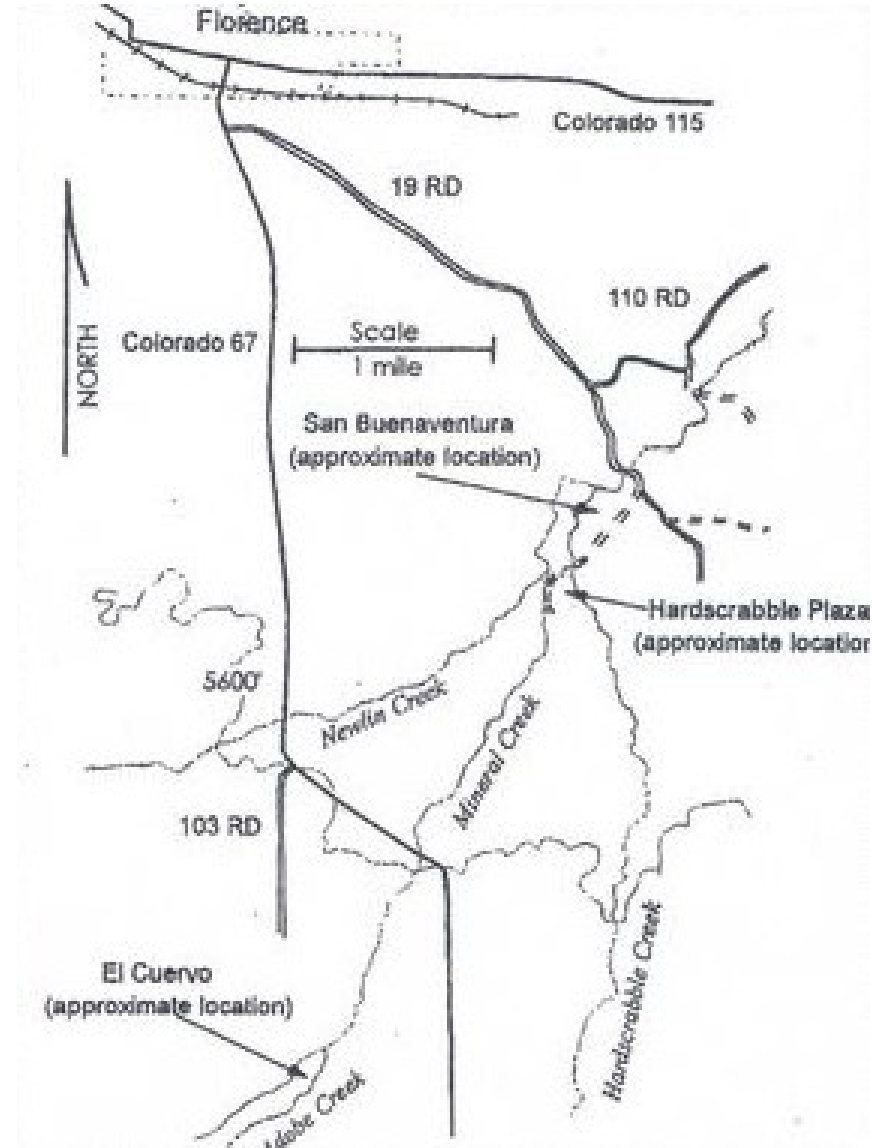 Florence
Colorado 115
19 RD
110 RD
NORTH
Colorado 67
Scale
1 mile
San Buenaventura
(approximate location)
Hardscrabble Plaza
(approximate location
5600'
Newlin Creek
Mineral Creek
103 RD
El Cuervo
(approximate location)
Hardscrabble Creek
Adobe Creek